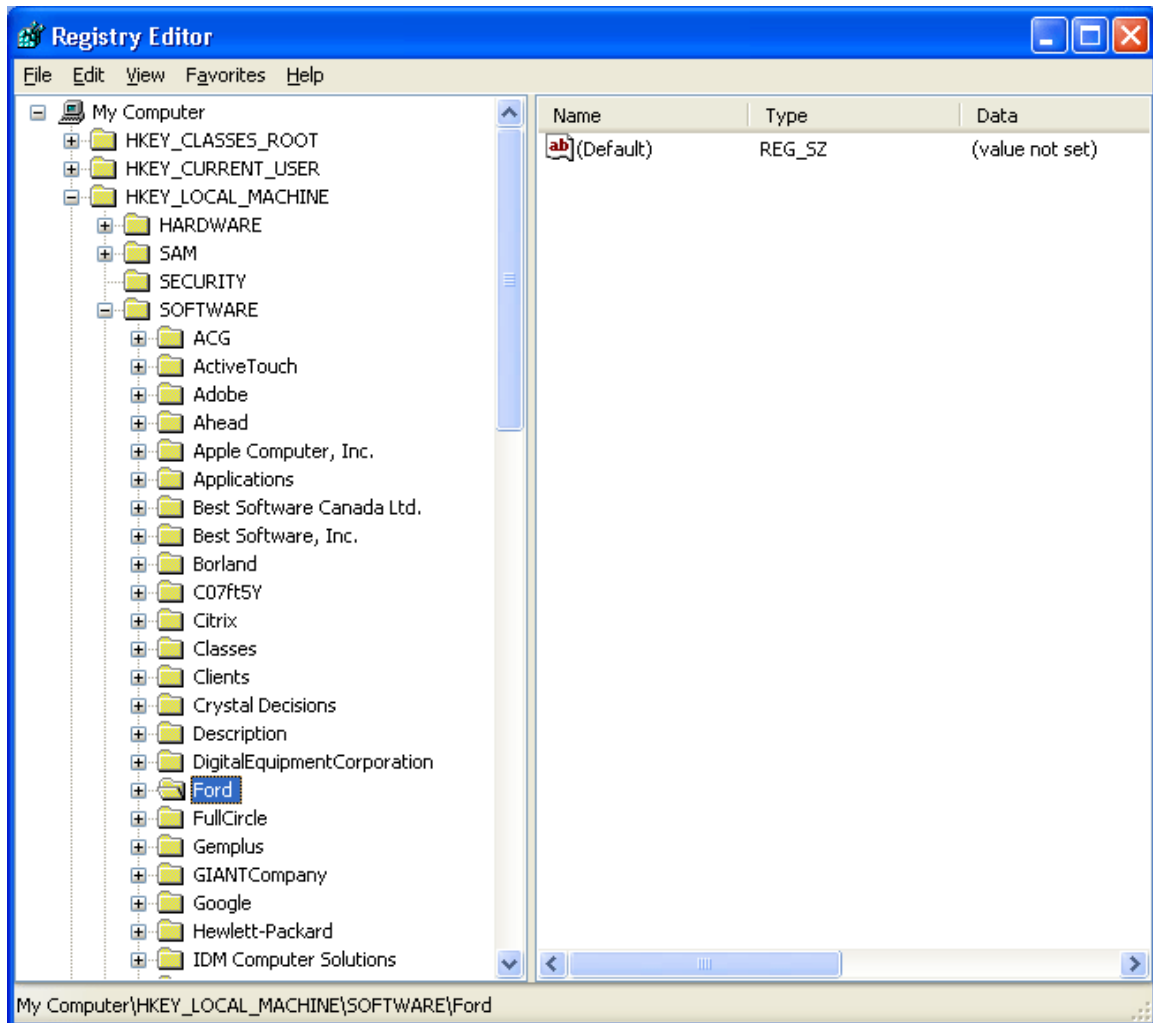 Registry Editor
File Edit View Favorites Help
My Computer
HKEY_CLASSES_ROOT
HKEY_CURRENT_USER
HKEY_LOCAL_MACHINE
HARDWARE
SAM
SECURITY
SOFTWARE
ACG
ActiveTouch
Adobe
Ahead
Apple Computer, Inc.
Applications
Best Software Canada Ltd.
Best Software, Inc.
Borland
C07ft5Y
Citrix
Classes
Clients
Crystal Decisions
Description
DigitalEquipmentCorporation
Ford
FullCircle
Gemplus
GIANTCompany
Google
Hewlett-Packard
IDM Computer Solutions
Name Type Data
ab (Default) REG_SZ (value not set)
My Computer\HKEY_LOCAL_MACHINE\SOFTWARE\Ford